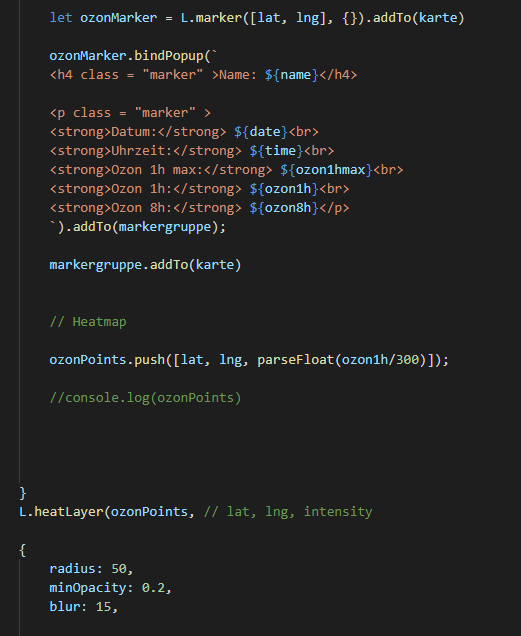 let ozonMarker = L.marker([lat, lng], {}).addTo(karte)
ozonMarker.bindPopup(`
<h4 class = "marker" >Name: ${name}</h4>
<p class = "marker" >
<strong>Datum:</strong> ${date}<br>
<strong>Uhrzeit:</strong> ${time}<br>
<strong>Ozon 1h max:</strong> ${ozon1hmax}<br>
<strong>Ozon 1h:</strong> ${ozon1h}<br>
<strong>Ozon 8h:</strong> ${ozon8h}</p>
`).addTo(markergruppe);
markergruppe.addTo(karte)
// Heatmap
ozonPoints.push([lat, lng, parseFloat(ozon1h/300)]);
//console.log(ozonPoints)
}
L.heatLayer(ozonPoints, // lat, lng, intensity
{
radius: 50,
minOpacity: 0.2,
blur: 15,